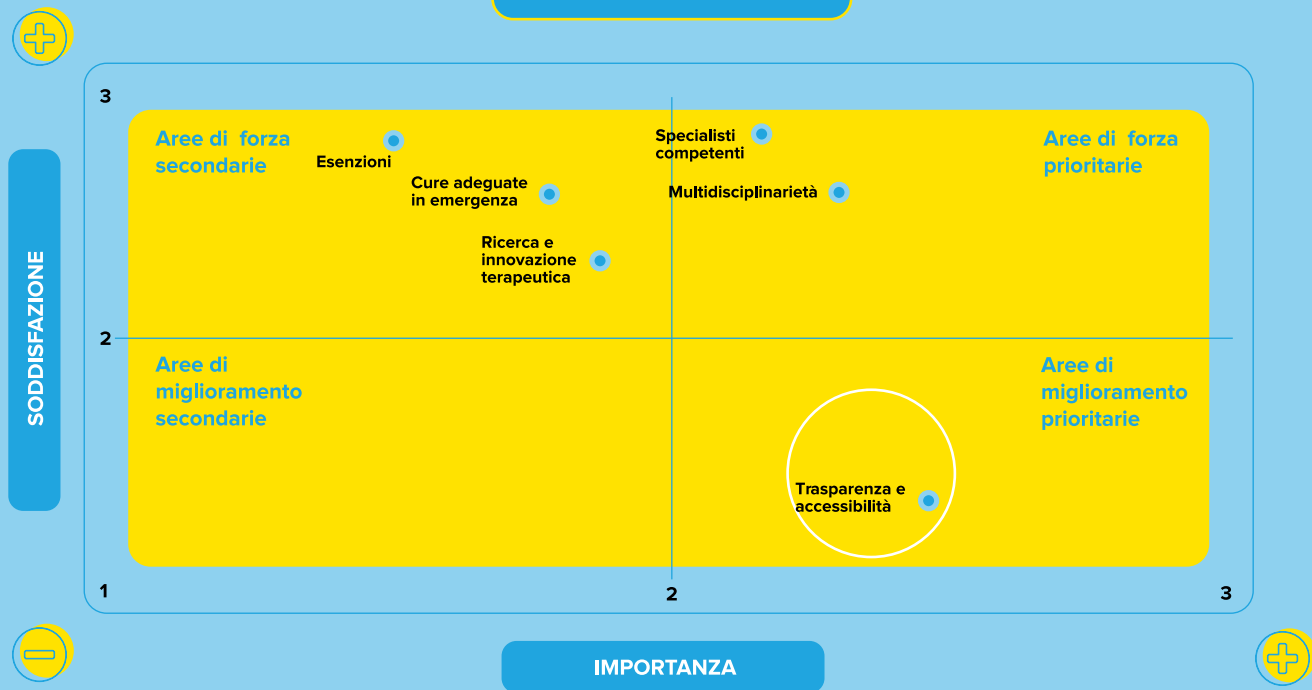 3
Aree di forza
secondarie
Esenzioni
Cure adeguate
in emergenza
Ricerca e
innovazione
terapeutica
Specialisti
competenti
Multidisciplinarietà
Aree di forza
prioritarie
SODDISFAZIONE
2
Aree di
miglioramento
secondarie
Aree di
miglioramento
prioritarie
Trasparenza e
accessibilità
1
2
3
IMPORTANZA